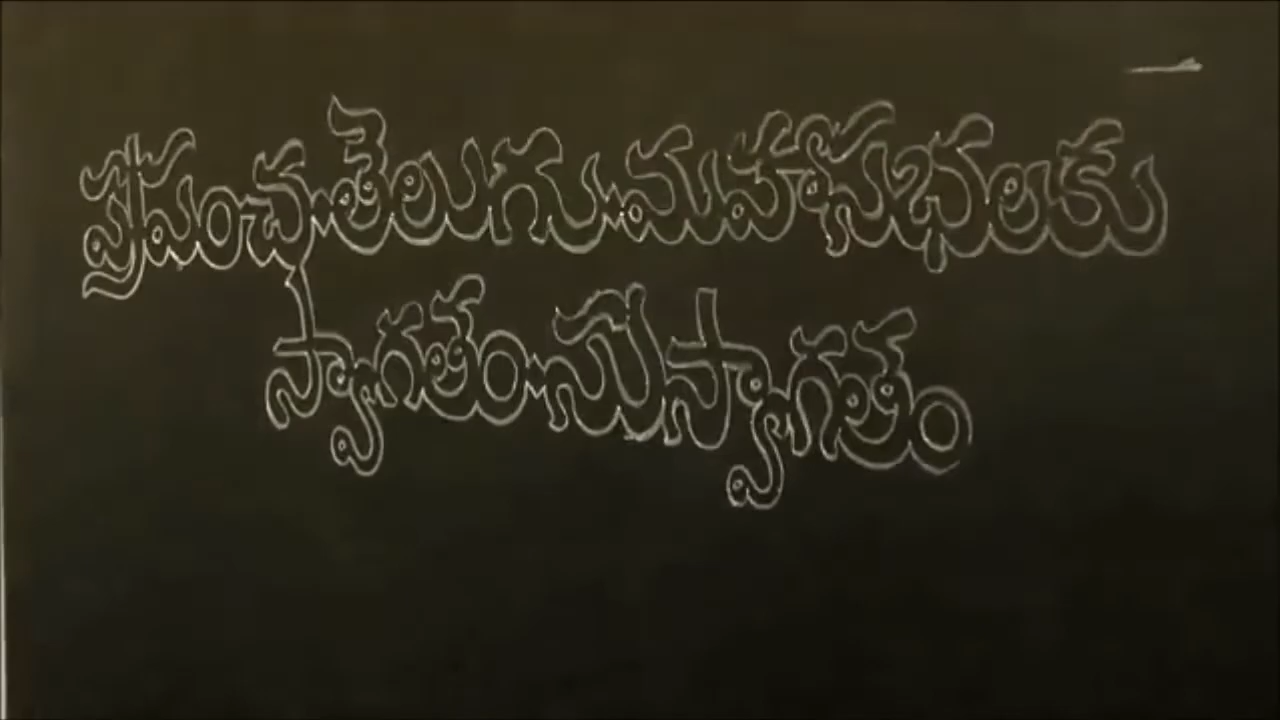 ప్రపంచ తెలుగు మహాసభలకు
స్వాగతం సుస్వాగతం